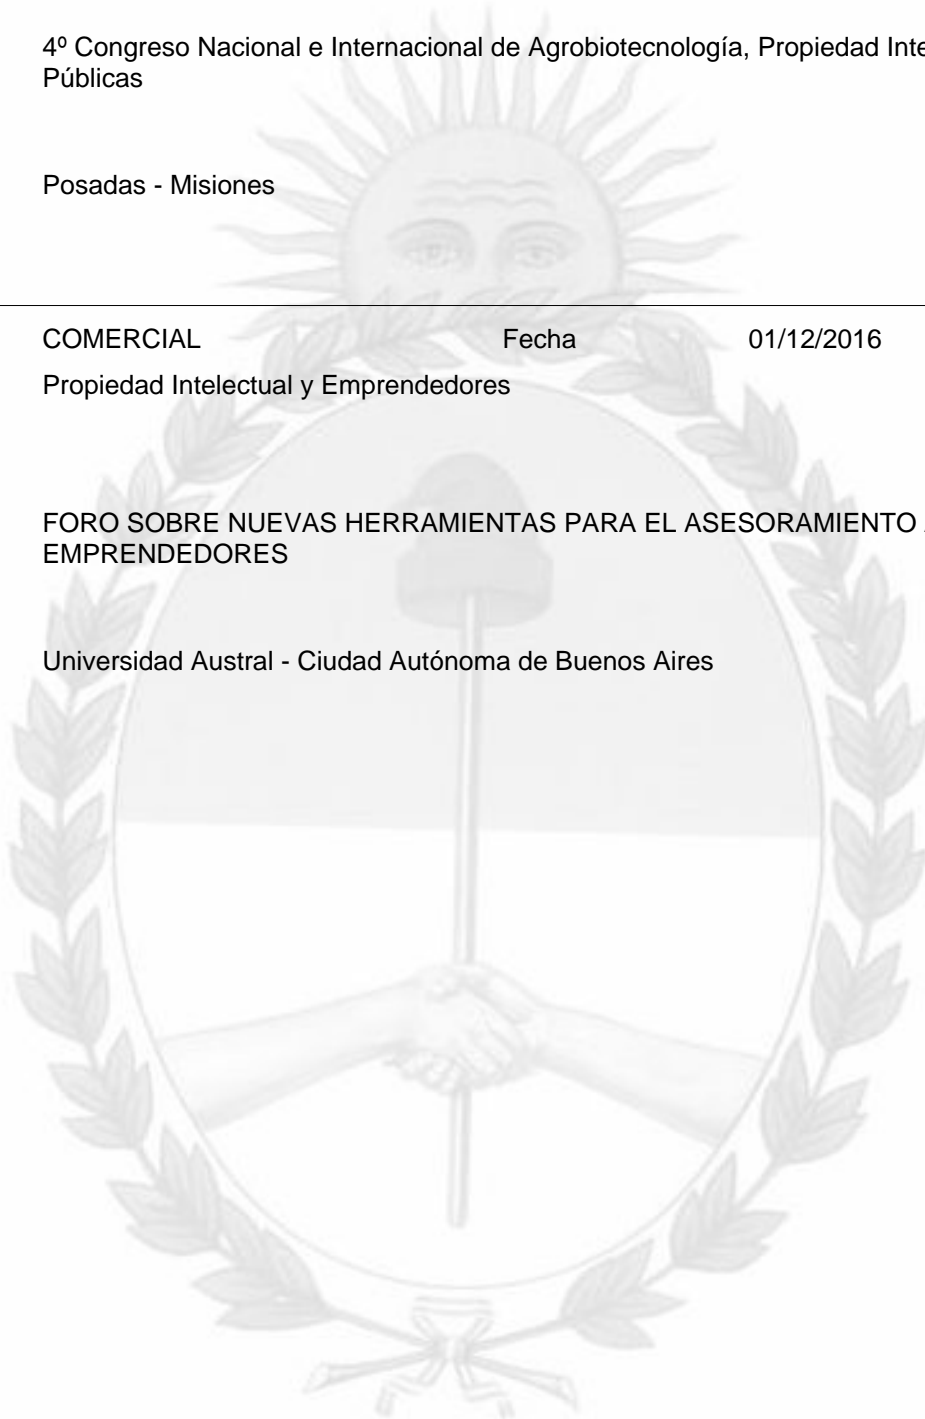 4º Congreso Nacional e Internacional de Agrobiotecnología, Propiedad
Públicas
Posadas - Misiones
COMERCIAL Fecha 01/12/2016
Propiedad Intelectual y Emprendedores
FORO SOBRE NUEVAS HERRAMIENTAS PARA EL ASESORAMIENTO
EMPRENDEDORES
Universidad Austral - Ciudad Autónoma de Buenos Aires